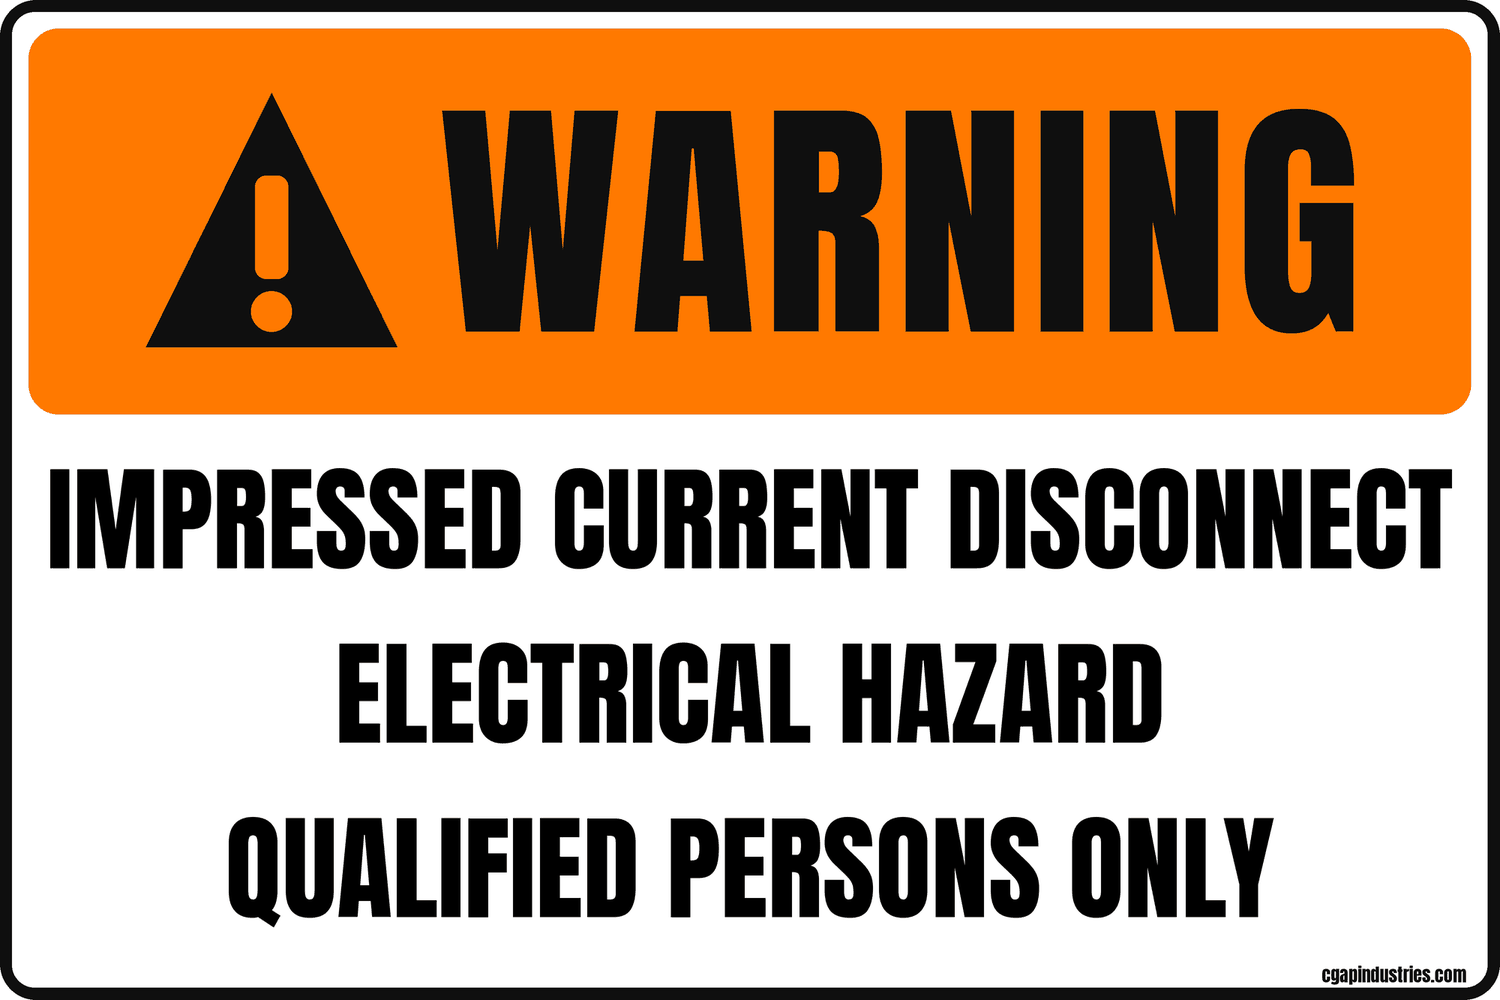 WARNING
IMPRESSED CURRENT DISCONNECT
ELECTRICAL HAZARD
QUALIFIED PERSONS ONLY
cgapindustries.com